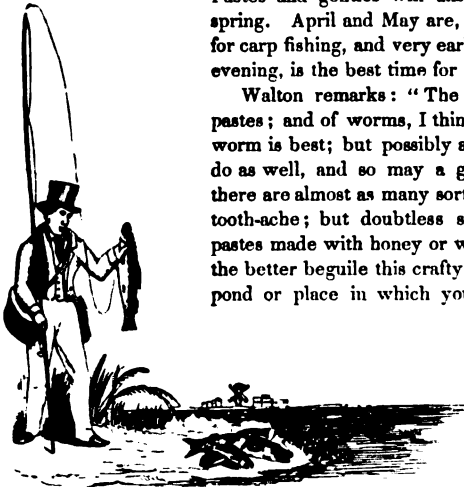 spring. April and May are,
for carp fishing, and very ear
evening, is the best time for
Walton remarks: "The
pastes; and of worms, I thin
worm is best; but possibly a
do as well, and so may a g
there are almost as many sort
tooth-ache; but doubtless s
pastes made with honey or w
the better beguile this crafty
pond or place in which you